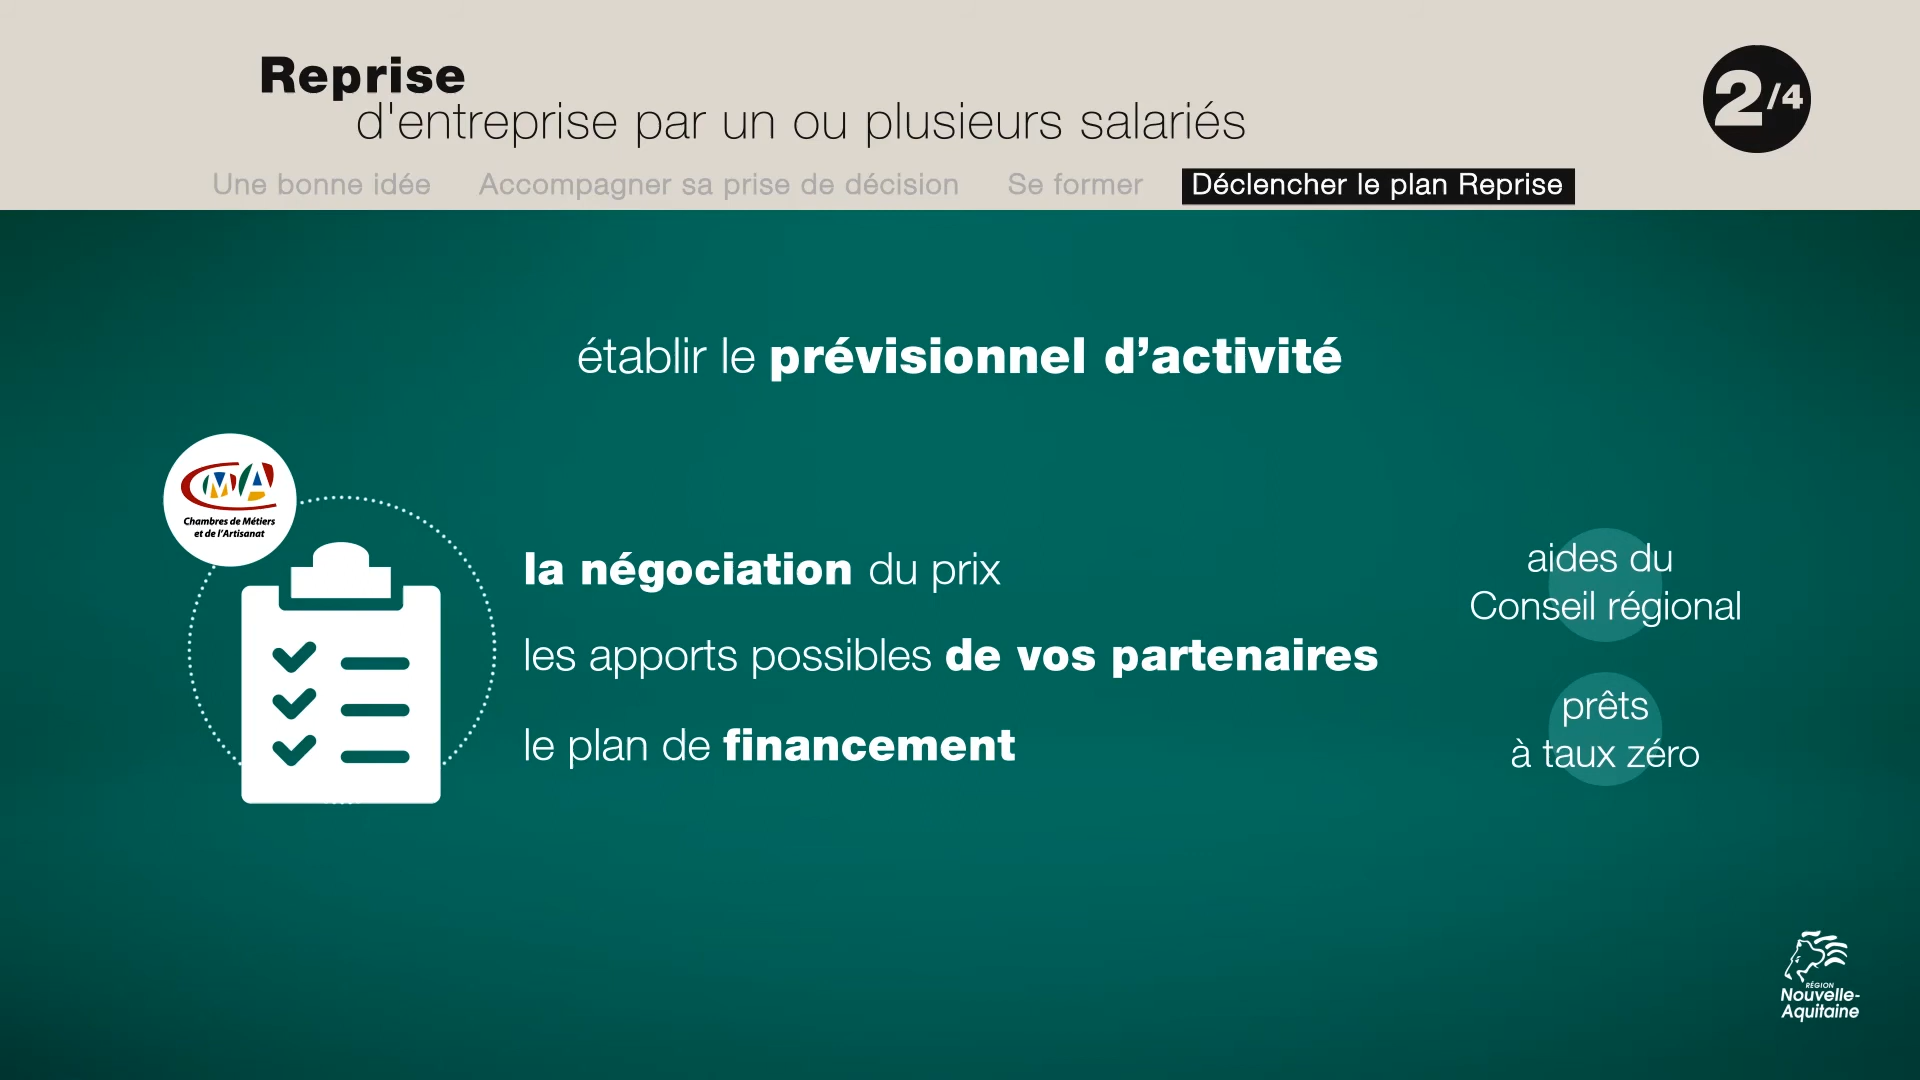 Reprise
d'entreprise par un ou plusieurs salariés
2/4
Une bonne idée
Accompagner sa prise de décision
Se former
Déclencher le plan Reprise
établir le prévisionnel d’activité
CMA
Chambres de Métiers
et de l'Artisanat
la négociation du prix
les apports possibles de vos partenaires
le plan de financement
aides du
Conseil régional
prêts
à taux zéro
RÉGION
Nouvelle-
Aquitaine